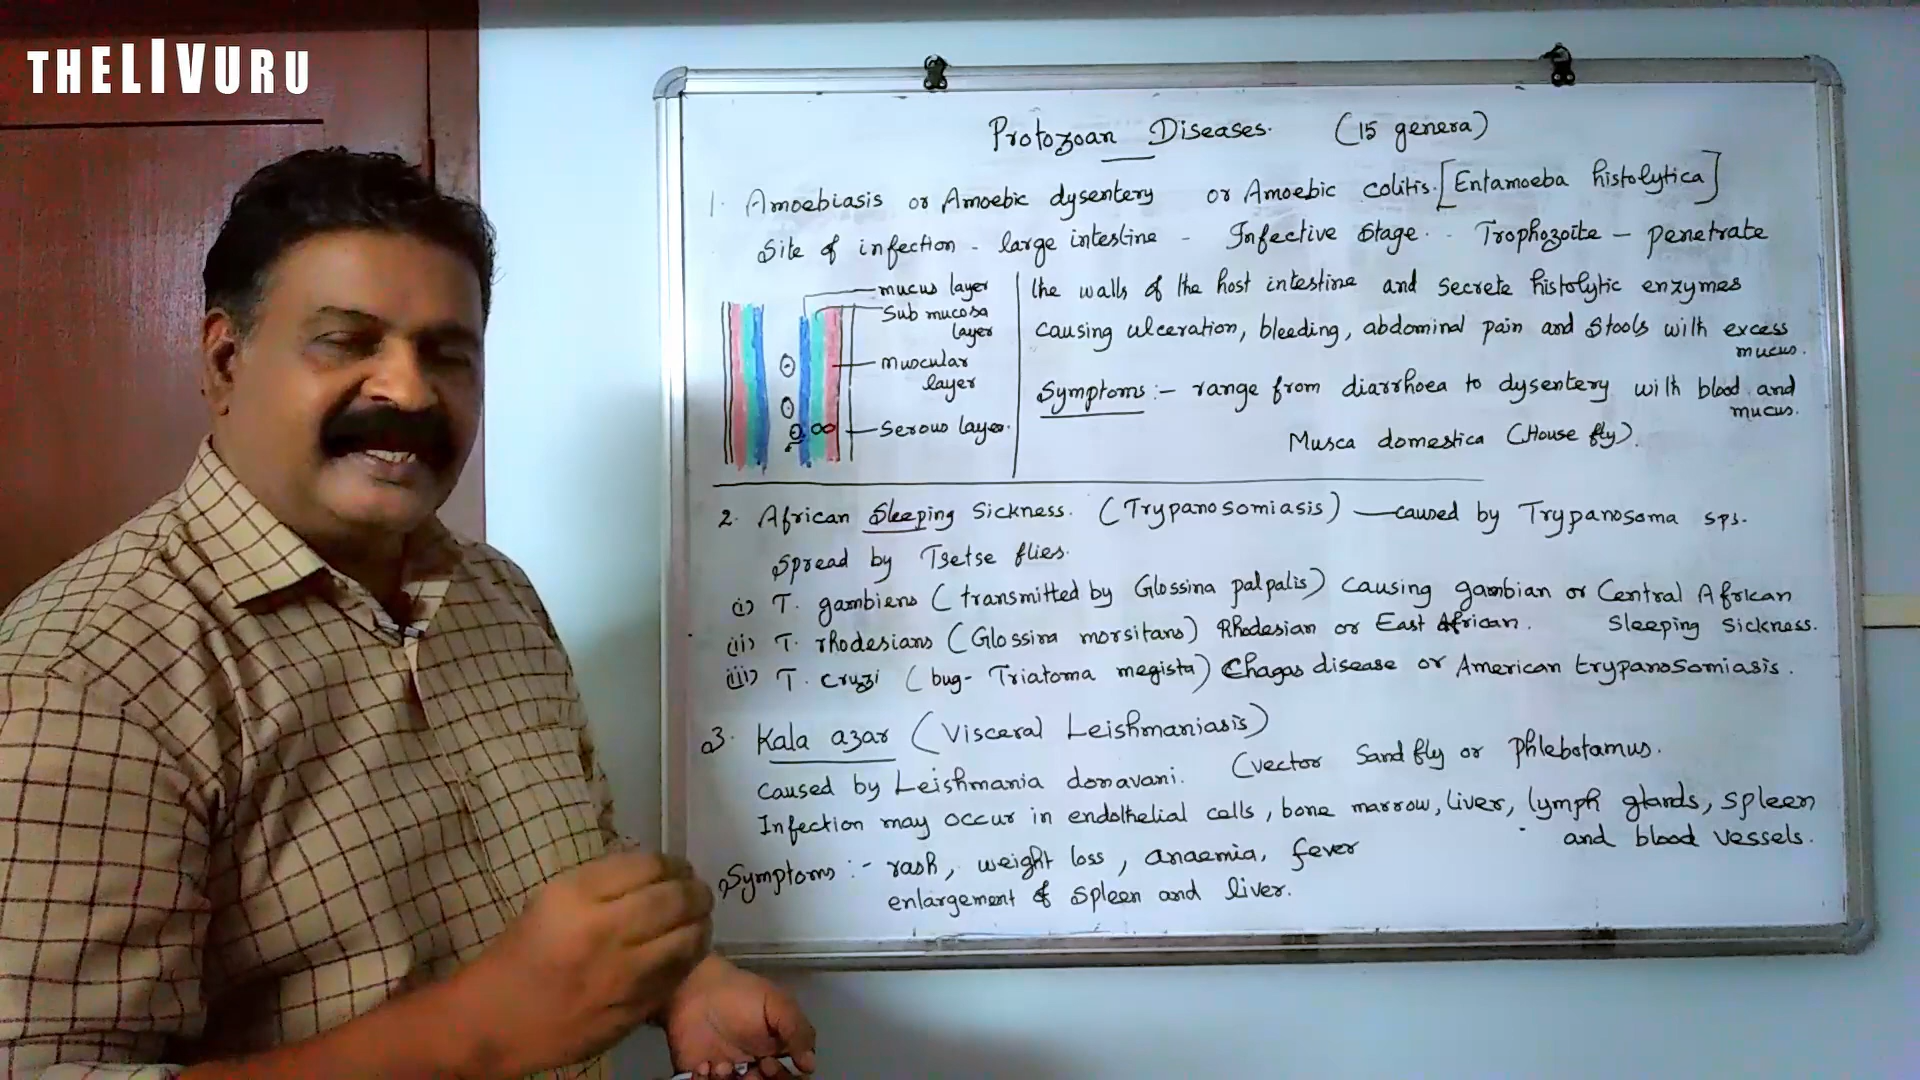 THELIVURU
Protozoan Diseases. (15 genera)
1. Amoebiasis or Amoebic dysentery or Amoebic colitis. [Entamoeba histolytica]
Site of infection - large intestine - Infective Stage - Trophozoite - penetrate
the walls of the host intestine and secrete histolytic enzymes
causing ulceration, bleeding, abdominal pain and stools with excess
mucus.
mucus layer
Sub mucosa
layer
muscular
layer
Serous layer.
Symptoms :- range from diarrhoea to dysentery with blood and
mucus.
Musca domestica (House fly).
2. African Sleeping Sickness. (Trypanosomiasis) — caused by Trypanosoma sps.
Spread by Tsetse flies.
(i) T. gambiens (transmitted by Glossina palpalis) causing gambian or Central African
Sleeping Sickness.
(ii) T. rhodesians (Glossina morsitans) Rhodesian or East African.
(iii) T. cruzi (bug- Triatoma megista) Chagas disease or American trypanosomiasis.
3. Kala azar (Visceral Leishmaniasis)
caused by Leishmania donavani. (vector Sand fly or Phlebotamus.
Infection may occur in endolthelial cells, bone marrow, liver, lymph glands, spleen
and blood vessels.
Symptoms :- rash, weight loss, anaemia, fever
enlargement of Spleen and liver.